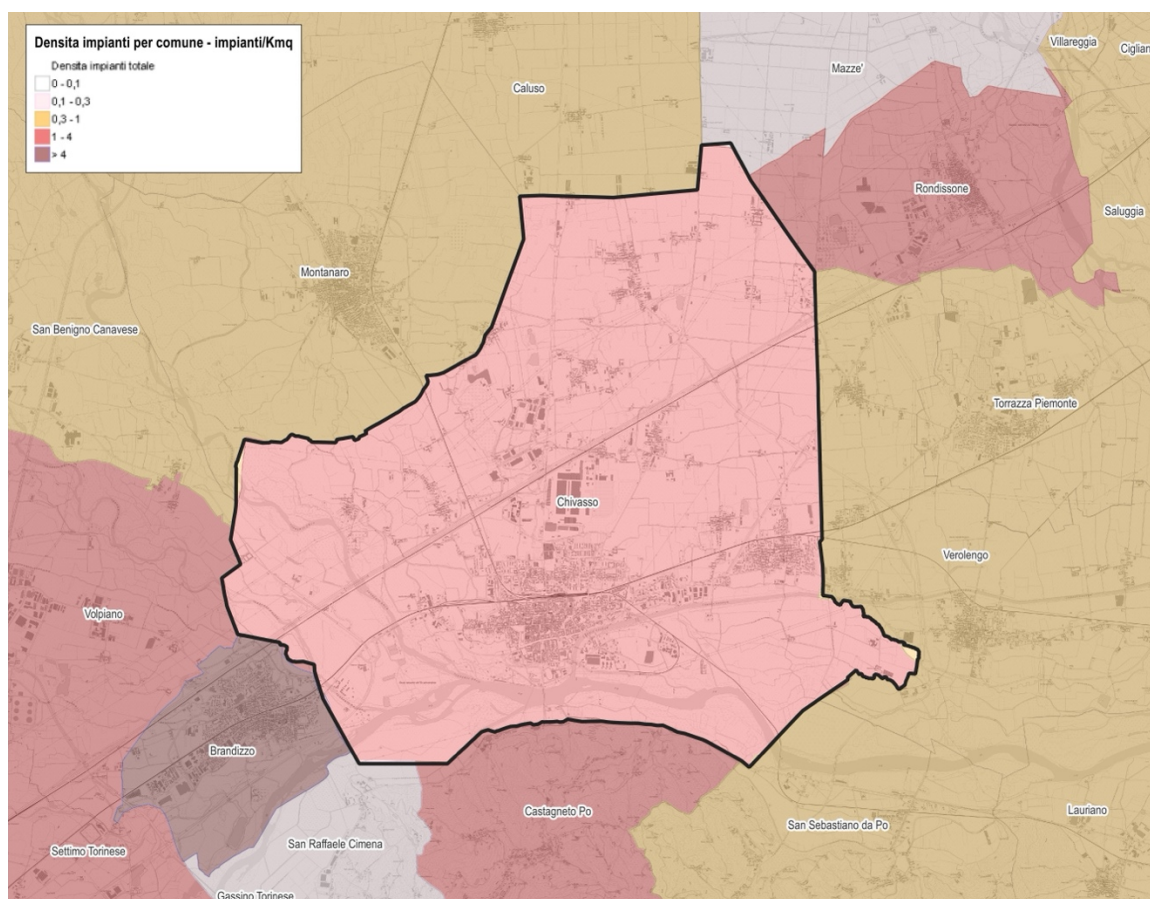 Densita impianti per comune - impianti/Kmq
Densita impianti totale
0 - 0,1
0,1 - 0,3
0,3 - 1
1 - 4
> 4
Villareggia
Ciglian
Mazze'
Caluso
Rondissone
Saluggia
Montanaro
San Benigno Canavese
Torrazza Piemonte
Chivasso
Verolengo
Volpiano
Brandizzo
Castagneto Po
Lauriano
San Sebastiano da Po
San Raffaele Cimena
Settimo Torinese
Gassino Torinese